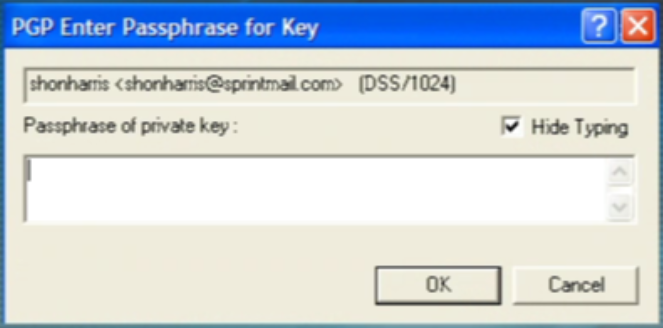 PGP Enter Passphrase for Key
shonharris <shonharris@sprintmail.com> (DSS/1024)
Passphrase of private key : Hide Typing
OK Cancel